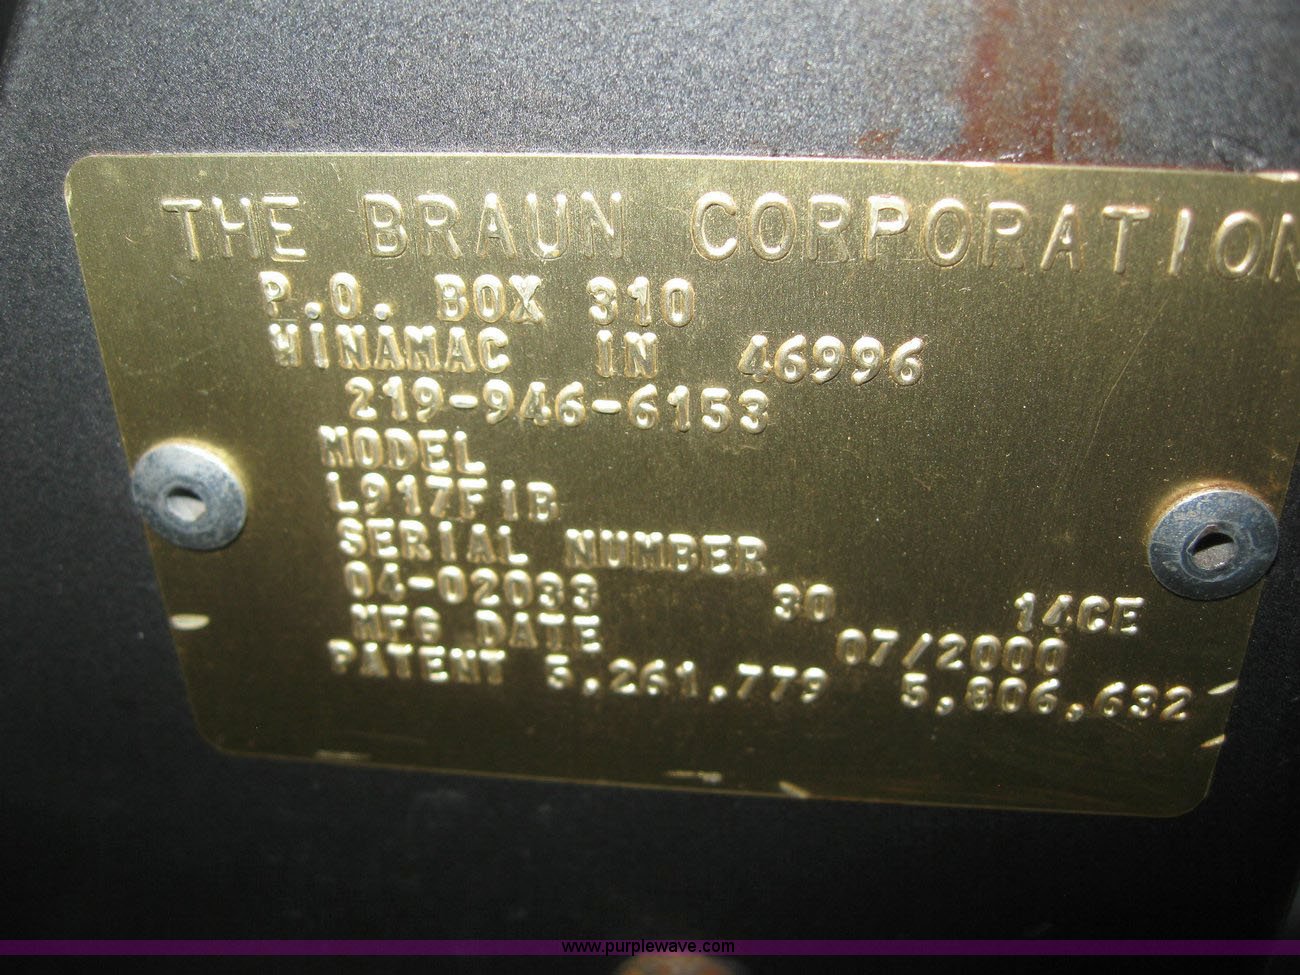 THE BRAUN CORPORATION
P.O. BOX 310
WINAMAC IN 46996
219-946-6153
MODEL
L917FIB
SERIAL NUMBER
04-02033 30 14CE
MFG DATE 07/2000
PATENT 5,261,779 5,806,632
www.purplewave.com